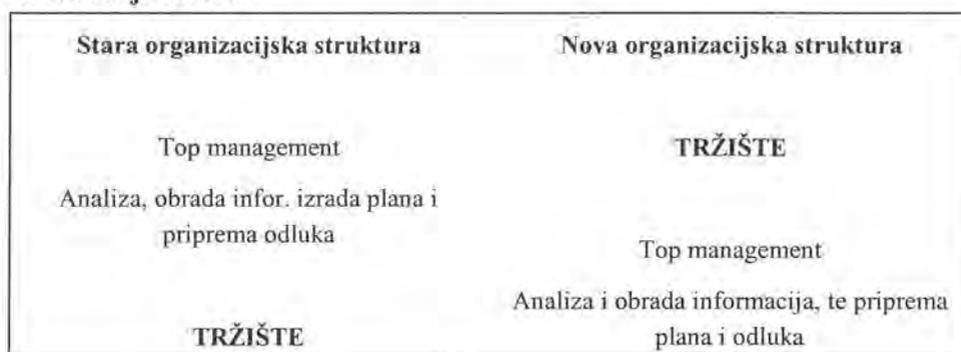 Stara organizacijska struktura
Nova organizacijska struktura
Top management
Analiza, obrada infor. izrada plana i
priprema odluka
TRŽIŠTE
TRŽIŠTE
Top management
Analiza i obrada informacija, te priprema
plana i odluka